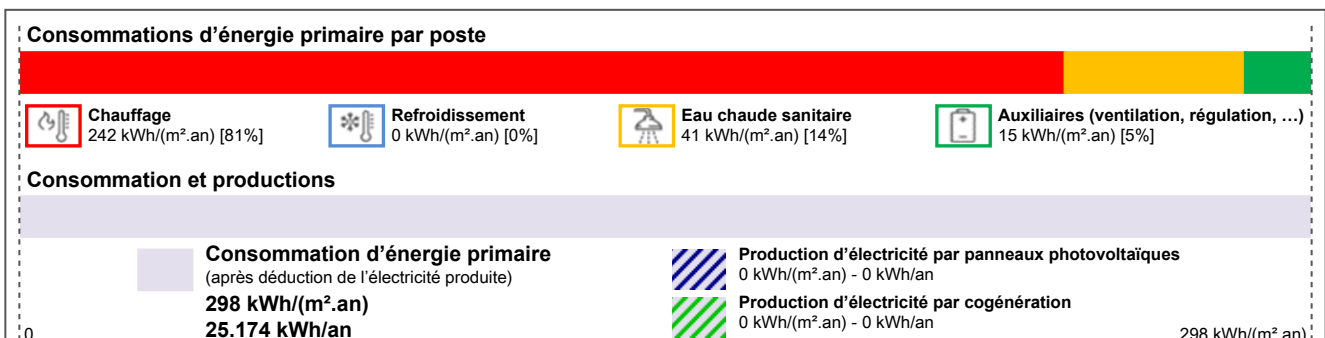 Consommations d’énergie primaire par poste
Chauffage
242 kWh/(m².an) [81%]
Refroidissement
0 kWh/(m².an) [0%]
Eau chaude sanitaire
41 kWh/(m².an) [14%]
Auxiliaires (ventilation, régulation, …)
15 kWh/(m².an) [5%]
Consommation et productions
Consommation d’énergie primaire
(après déduction de l’électricité produite)
298 kWh/(m².an)
25.174 kWh/an
Production d’électricité par panneaux photovoltaïques
0 kWh/(m².an) - 0 kWh/an
Production d’électricité par cogénération
0 kWh/(m².an) - 0 kWh/an
0
298 kWh/(m².an)